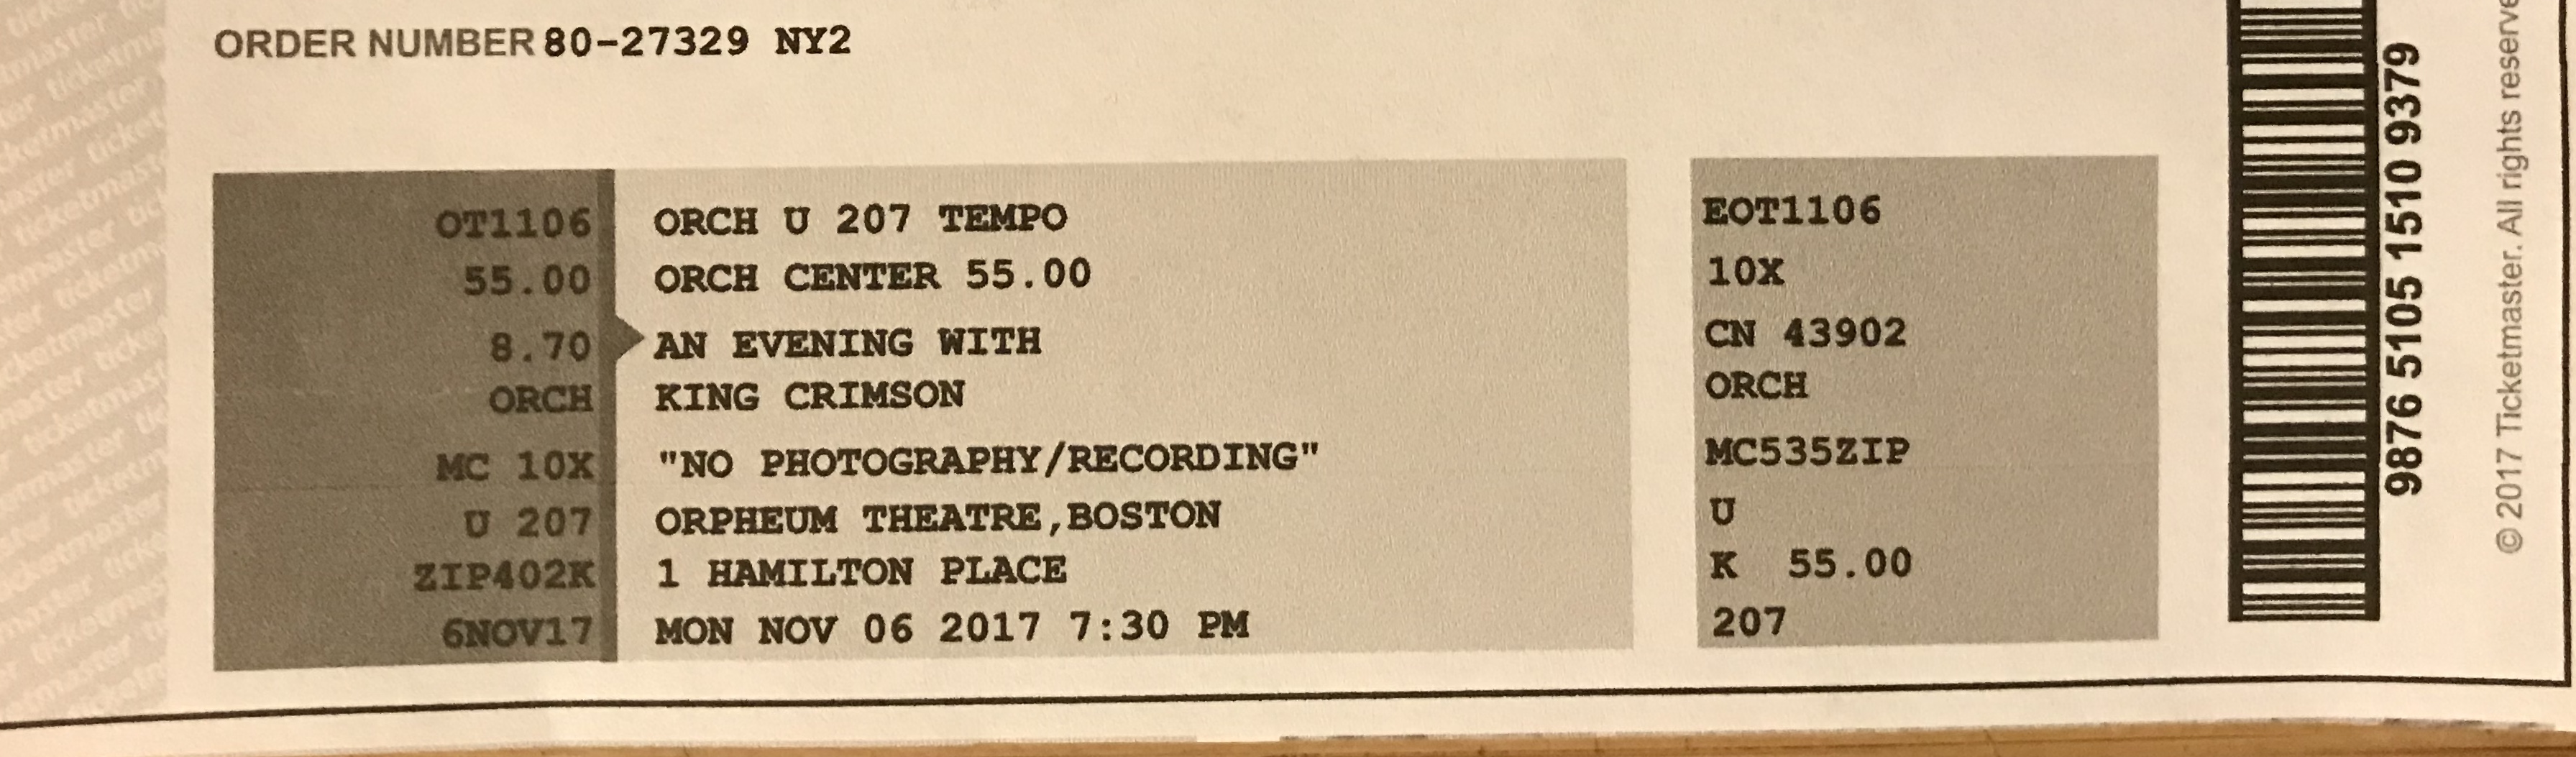 ORDER NUMBER 80-27329 NY2
OT1106
55.00
8.70
ORCH
MC 10X
U 207
ZIP402K
6NOV17
ORCH U 207 TEMPO
ORCH CENTER 55.00
AN EVENING WITH
KING CRIMSON
"NO PHOTOGRAPHY/RECORDING"
ORPHEUM THEATRE,BOSTON
1 HAMILTON PLACE
MON NOV 06 2017 7:30 PM
EOT1106
10X
CN 43902
ORCH
MC535ZIP
U
K 55.00
207
9876 5105 1510 9379
© 2017 Ticketmaster. All rights reserve
ticketmaster ticketmaster